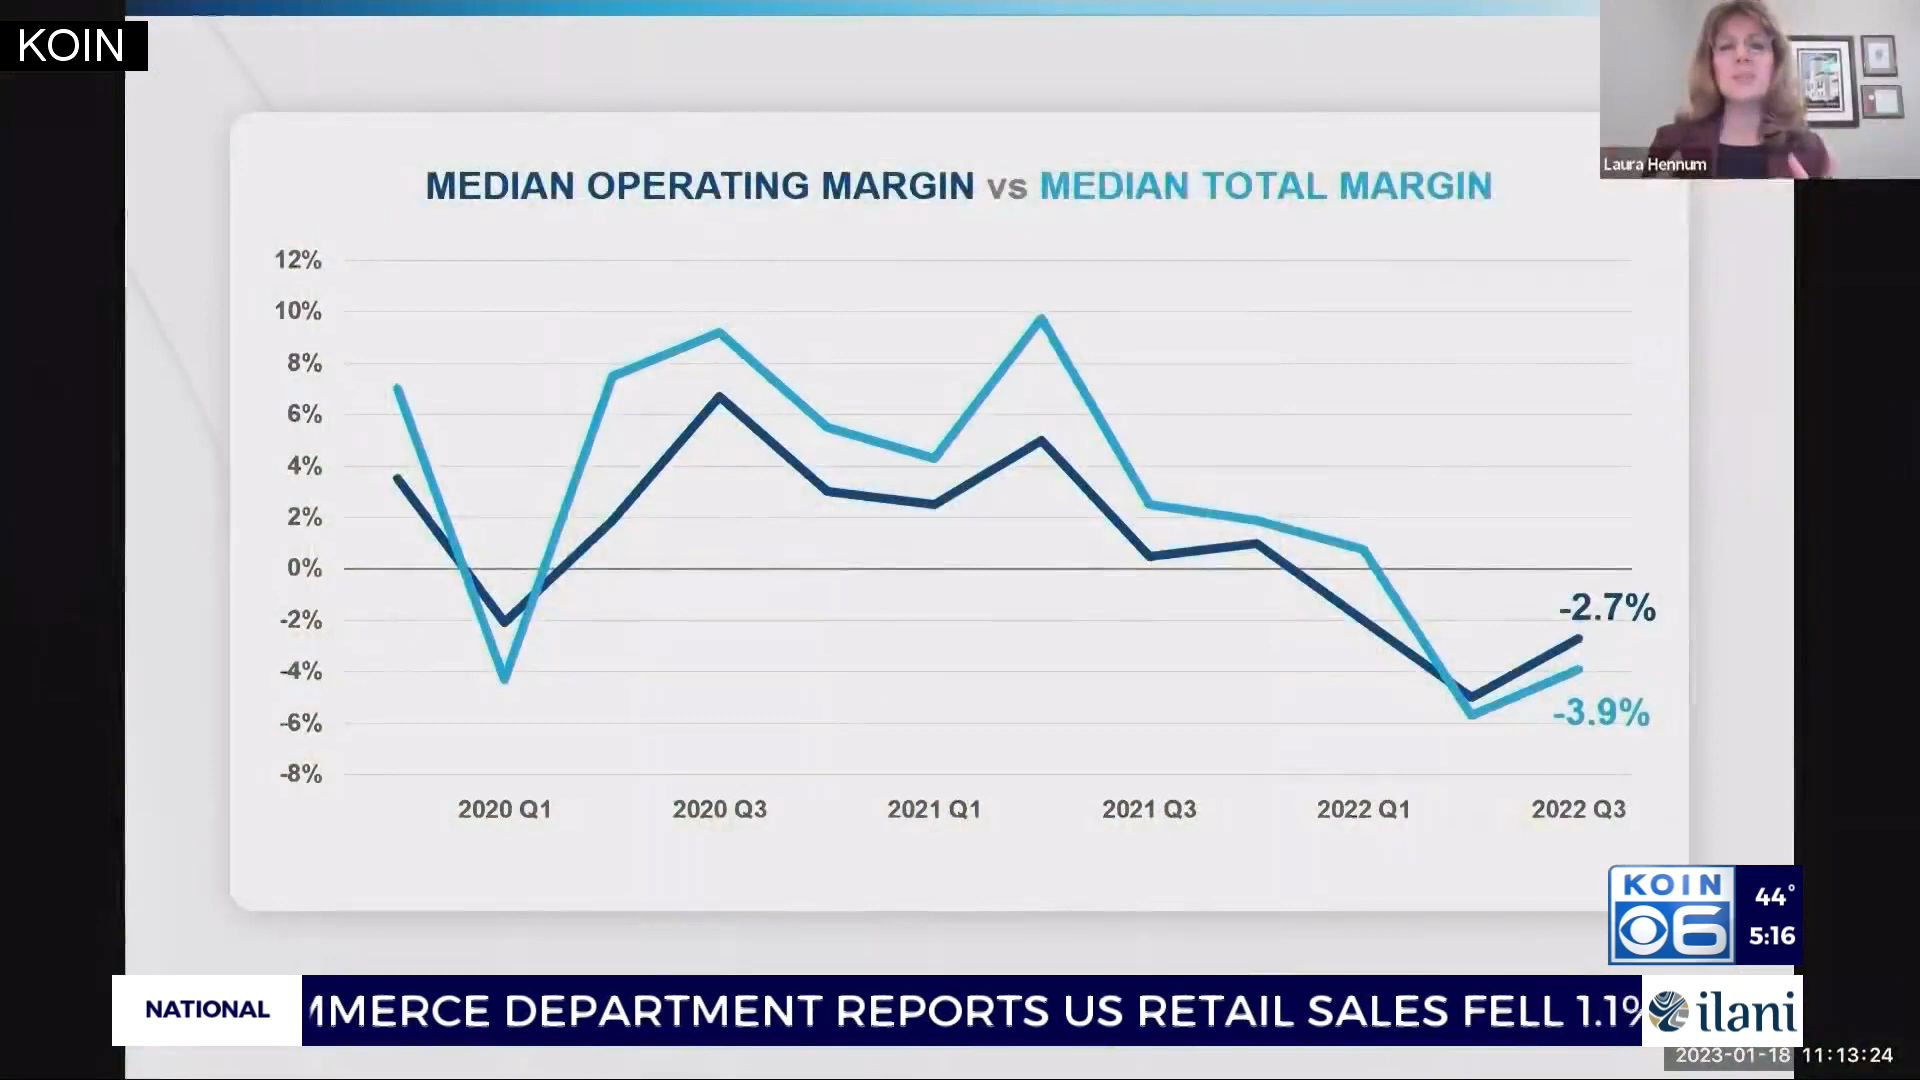 KOIN
Laura Hennum
MEDIAN OPERATING MARGIN vs MEDIAN TOTAL MARGIN
12%
10%
8%
6%
4%
2%
0%
-2%
-4%
-6%
-8%
-2.7%
-3.9%
2020 Q1 2020 Q3 2021 Q1 2021 Q3 2022 Q1 2022 Q3
KOIN
6
44°
5:16
NATIONAL
MMERCE DEPARTMENT REPORTS US RETAIL SALES FELL 1.1%
ilani
2023-01-18 11:13:24